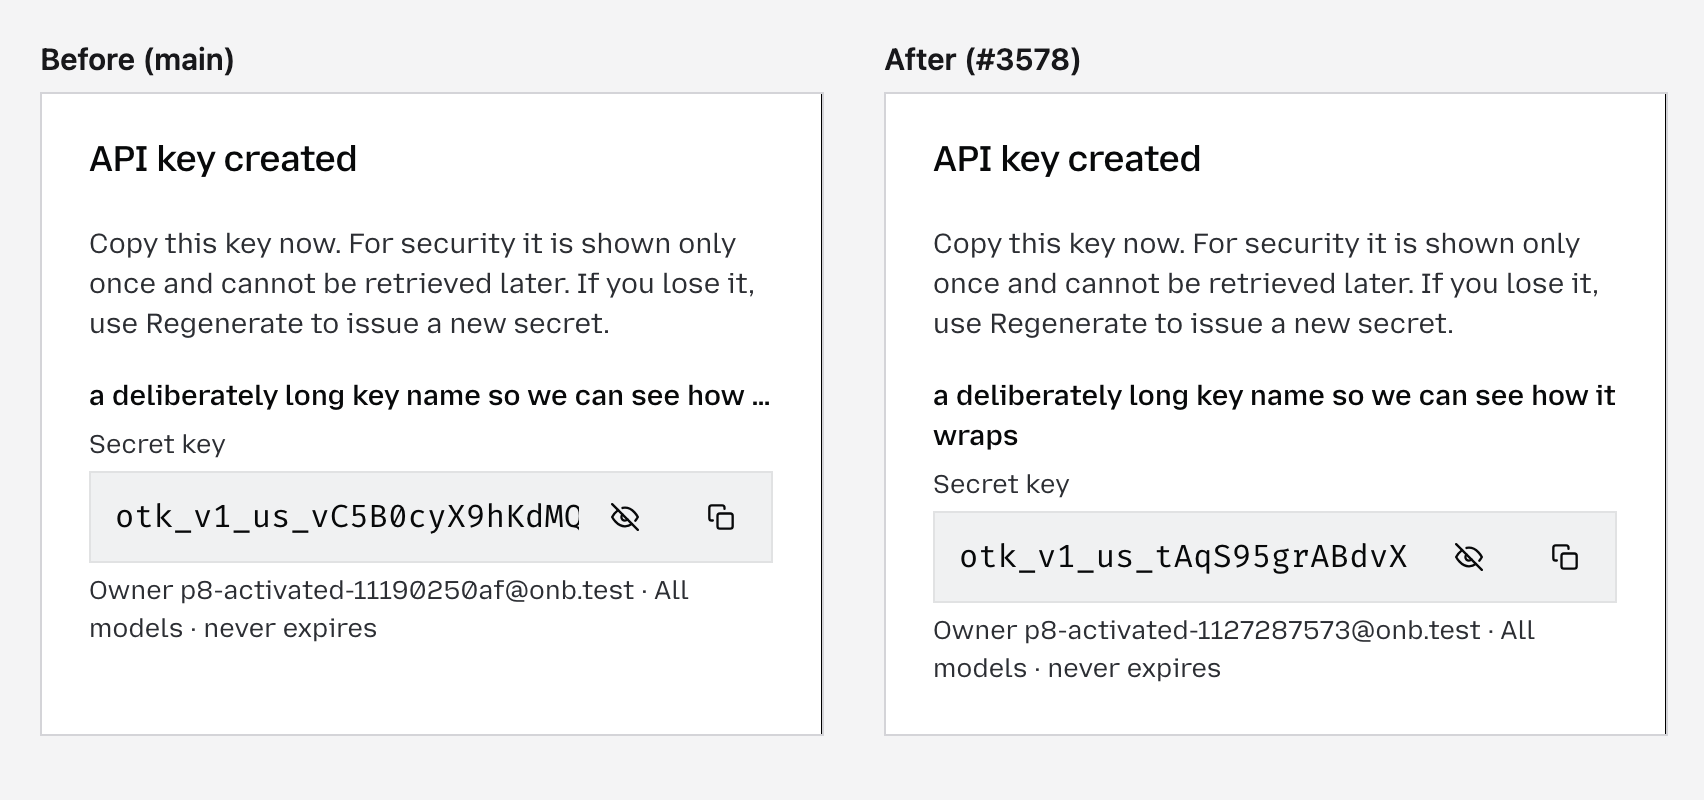 Before (main)
API key created
Copy this key now. For security it is shown only
once and cannot be retrieved later. If you lose it,
use Regenerate to issue a new secret.
a deliberately long key name so we can see how ...
Secret key
otk_v1_us_vC5B0cyX9hKdMQ
Owner p8-activated-11190250af@onb.test · All
models · never expires
After (#3578)
API key created
Copy this key now. For security it is shown only
once and cannot be retrieved later. If you lose it,
use Regenerate to issue a new secret.
a deliberately long key name so we can see how it
wraps
Secret key
otk_v1_us_tAqS95grABdvX
Owner p8-activated-1127287573@onb.test · All
models · never expires